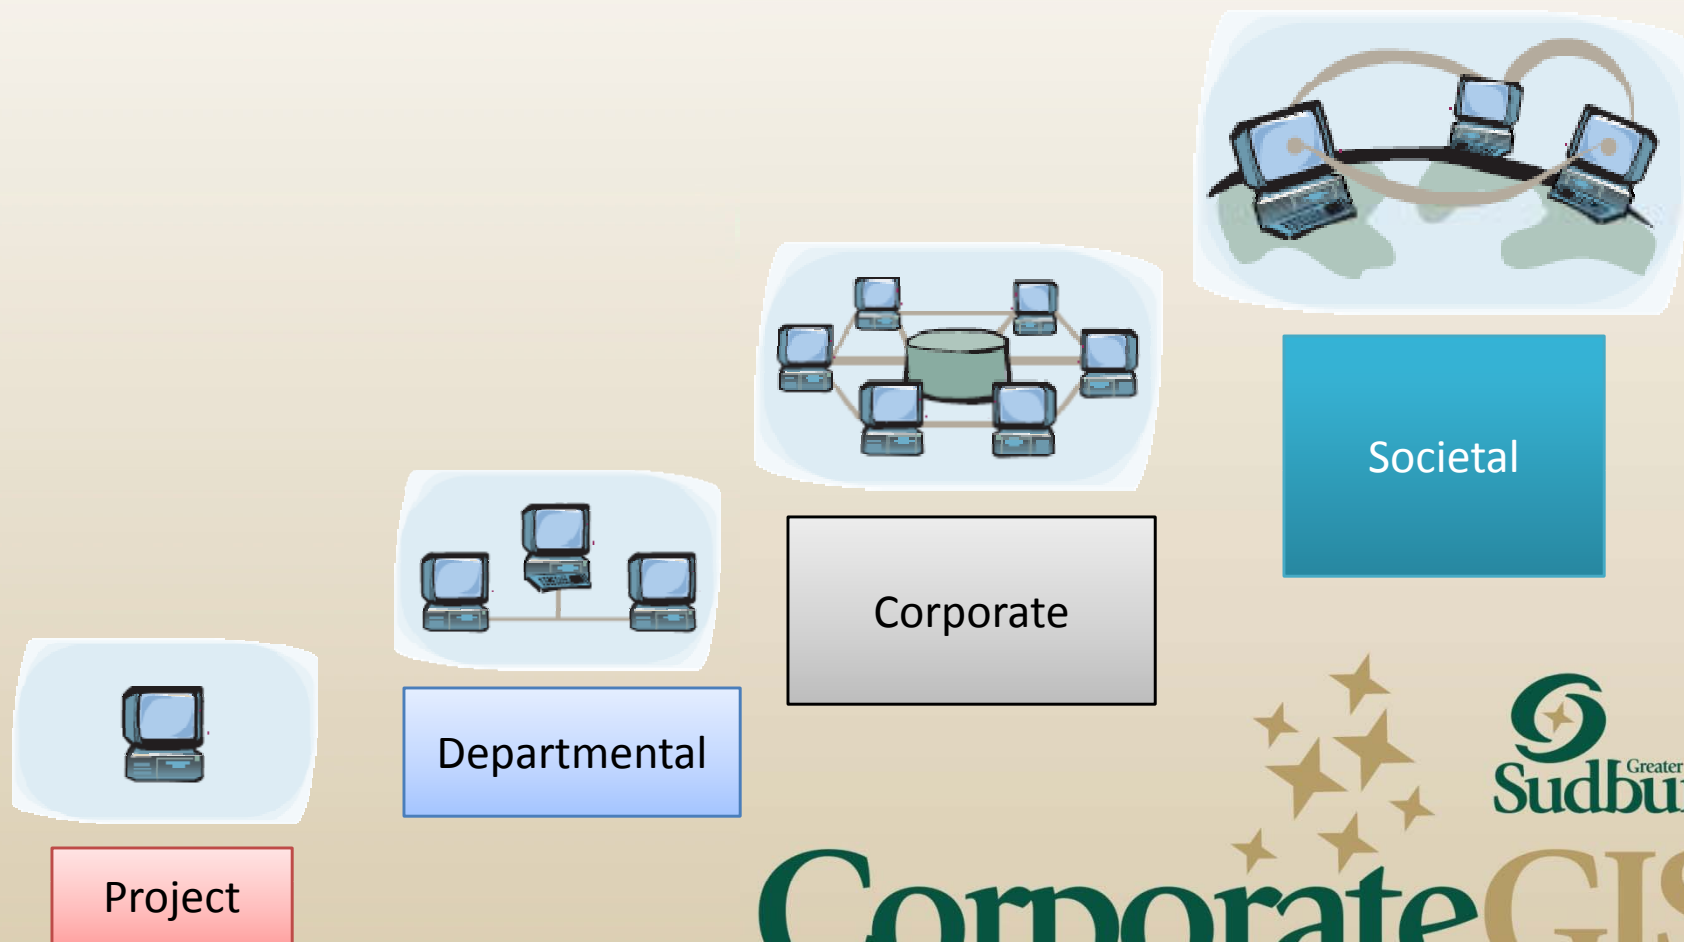 Societal
Corporate
Departmental
Project
Greater
Sudbu
CorporateGIS